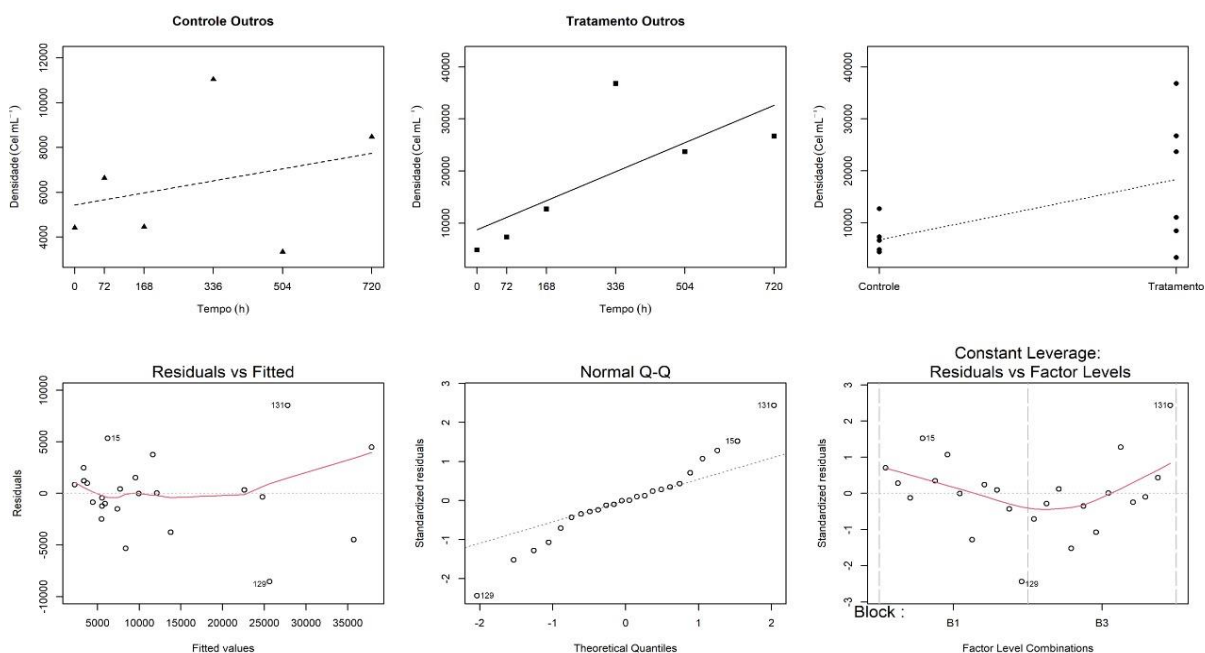 Controle Outros
Densidade (Cel mL⁻¹)
12000
10000
8000
6000
4000
0 72 168 336 504 720
Tempo (h)
Tratamento Outros
Densidade (Cel mL⁻¹)
40000
30000
20000
10000
0 72 168 336 504 720
Tempo (h)
Densidade (Cel mL⁻¹)
40000
30000
20000
10000
Controle Tratamento
Residuals vs Fitted
Residuals
10000
5000
0
-5000
-10000
131
15
129
5000 10000 15000 20000 25000 30000 35000
Fitted values
Normal Q-Q
Standardized residuals
3
2
1
0
-1
-2
131
15
129
-2 -1 0 1 2
Theoretical Quantiles
Constant Leverage:
Residuals vs Factor Levels
Standardized residuals
3
2
1
0
-1
-2
-3
131
15
129
Block :
B1 B3
Factor Level Combinations